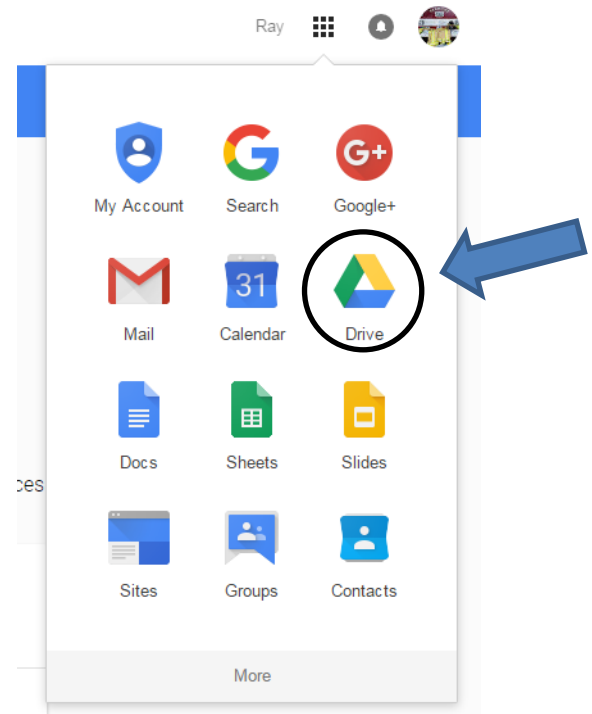 Ray
My Account Search Google+
G+
31
Mail Calendar Drive
Docs Sheets Slides
ces
Sites Groups Contacts
More